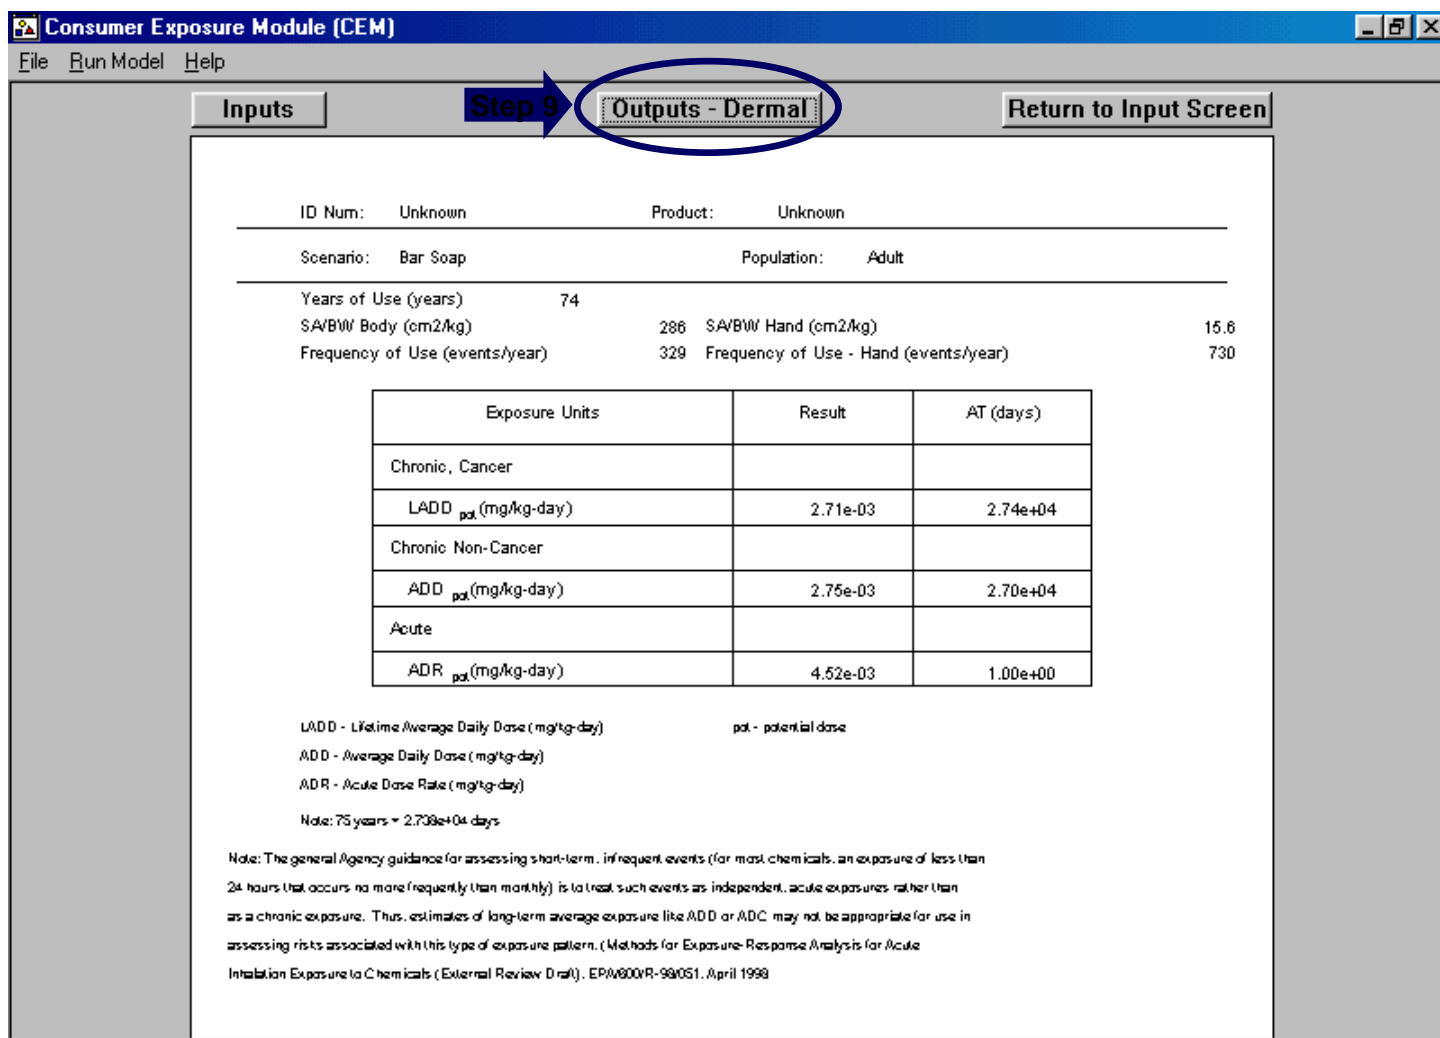 Consumer Exposure Module (CEM)
File Run Model Help
Inputs Step 9 Outputs - Dermal Return to Input Screen
ID Num: Unknown Product: Unknown
Scenario: Bar Soap Population: Adult
Years of Use (years) 74
SA/BW Body (cm2/kg) 286 SA/BW Hand (cm2/kg) 15.6
Frequency of Use (events/year) 329 Frequency of Use - Hand (events/year) 730
Exposure Units Result AT (days)
Chronic, Cancer
LADD pot (mg/kg-day) 2.71e-03 2.74e+04
Chronic Non-Cancer
ADD pot (mg/kg-day) 2.75e-03 2.70e+04
Acute
ADR pot (mg/kg-day) 4.52e-03 1.00e+00
LADD - Lifetime Average Daily Dose (mg/kg-day) pot - potential dose
ADD - Average Daily Dose (mg/kg-day)
ADR - Acute Dose Rate (mg/kg-day)
Note: 75 years = 2.738e+04 days
Note: The general Agency guidance for assessing short-term, infrequent events (for most chemicals, an exposure of less than
24 hours that occurs no more frequently than monthly) is to treat such events as independent, acute exposures rather than
as a chronic exposure. Thus, estimates of long-term average exposure like ADD or ADC may not be appropriate for use in
assessing risks associated with this type of exposure pattern. (Methods for Exposure-Response Analysis for Acute
Inhalation Exposure to Chemicals (External Review Draft). EPA/600/R-98/051. April 1998